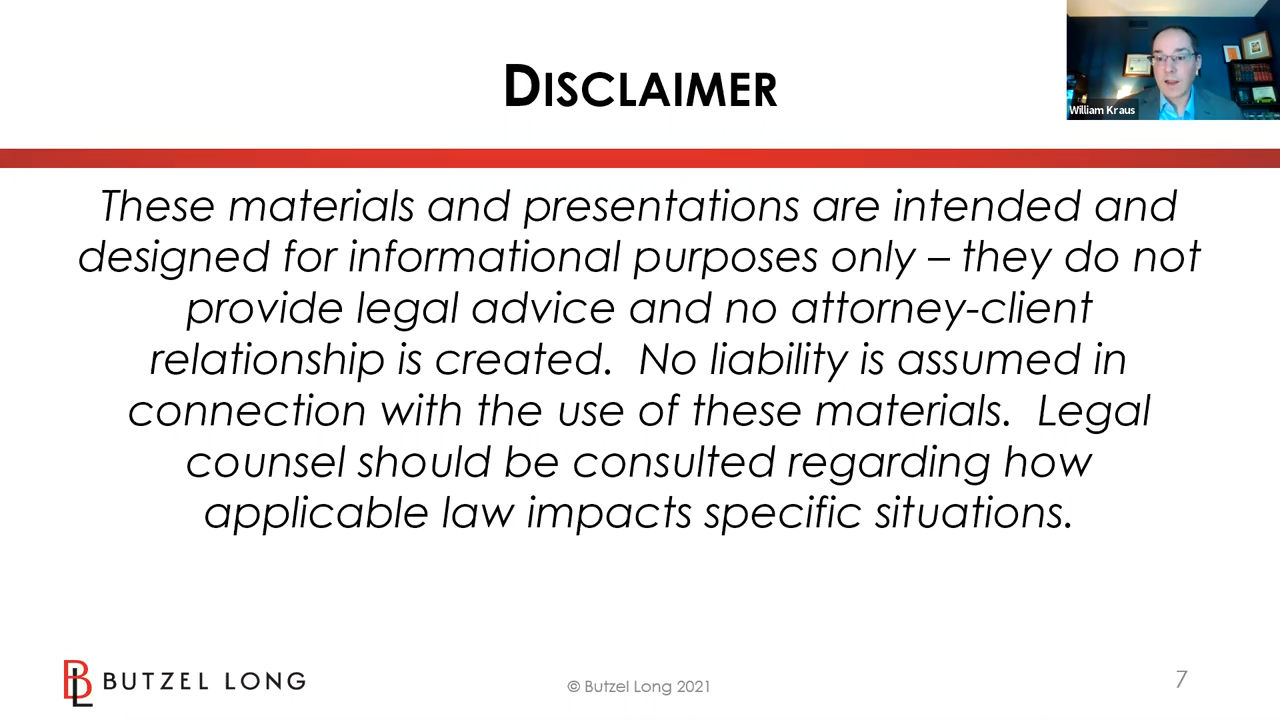 DISCLAIMER
William Kraus
These materials and presentations are intended and
designed for informational purposes only – they do not
provide legal advice and no attorney-client
relationship is created.  No liability is assumed in
connection with the use of these materials.  Legal
counsel should be consulted regarding how
applicable law impacts specific situations.
BL BUTZEL LONG
© Butzel Long 2021
7